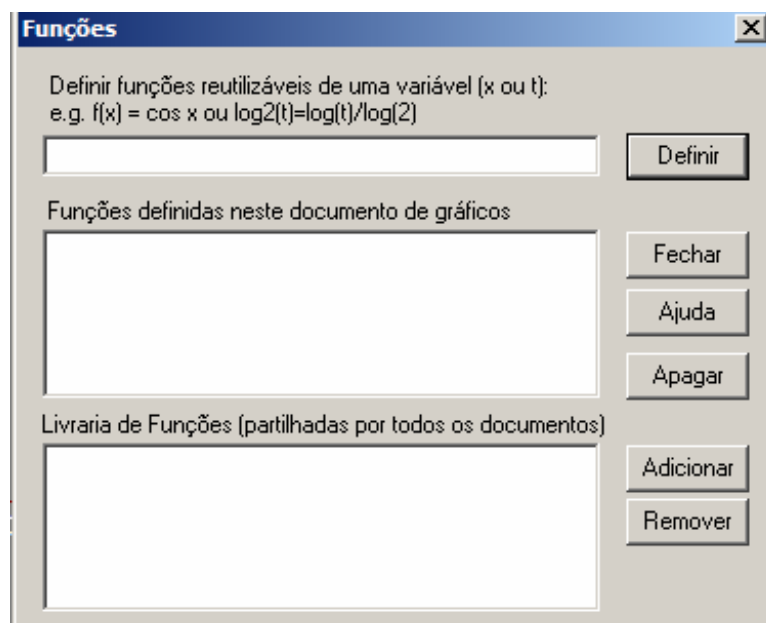 Funções
Definir funções reutilizáveis de uma variável (x ou t):
e.g. f(x) = cos x ou log2(t)=log(t)/log(2)
Definir
Funções definidas neste documento de gráficos
Fechar
Ajuda
Apagar
Livraria de Funções (partilhadas por todos os documentos)
Adicionar
Remover